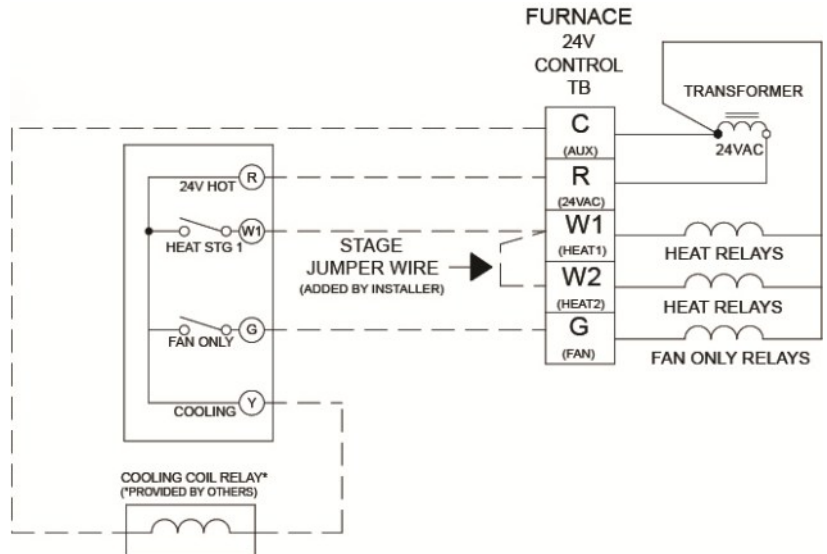 FURNACE
24V
CONTROL
TB
TRANSFORMER
24VAC
C
(AUX)
R
(24VAC)
W1
(HEAT1)
W2
(HEAT2)
G
(FAN)
HEAT RELAYS
HEAT RELAYS
FAN ONLY RELAYS
STAGE
JUMPER WIRE
(ADDED BY INSTALLER)
24V HOT R
HEAT STG 1 W1
FAN ONLY G
COOLING Y
COOLING COIL RELAY*
(*PROVIDED BY OTHERS)